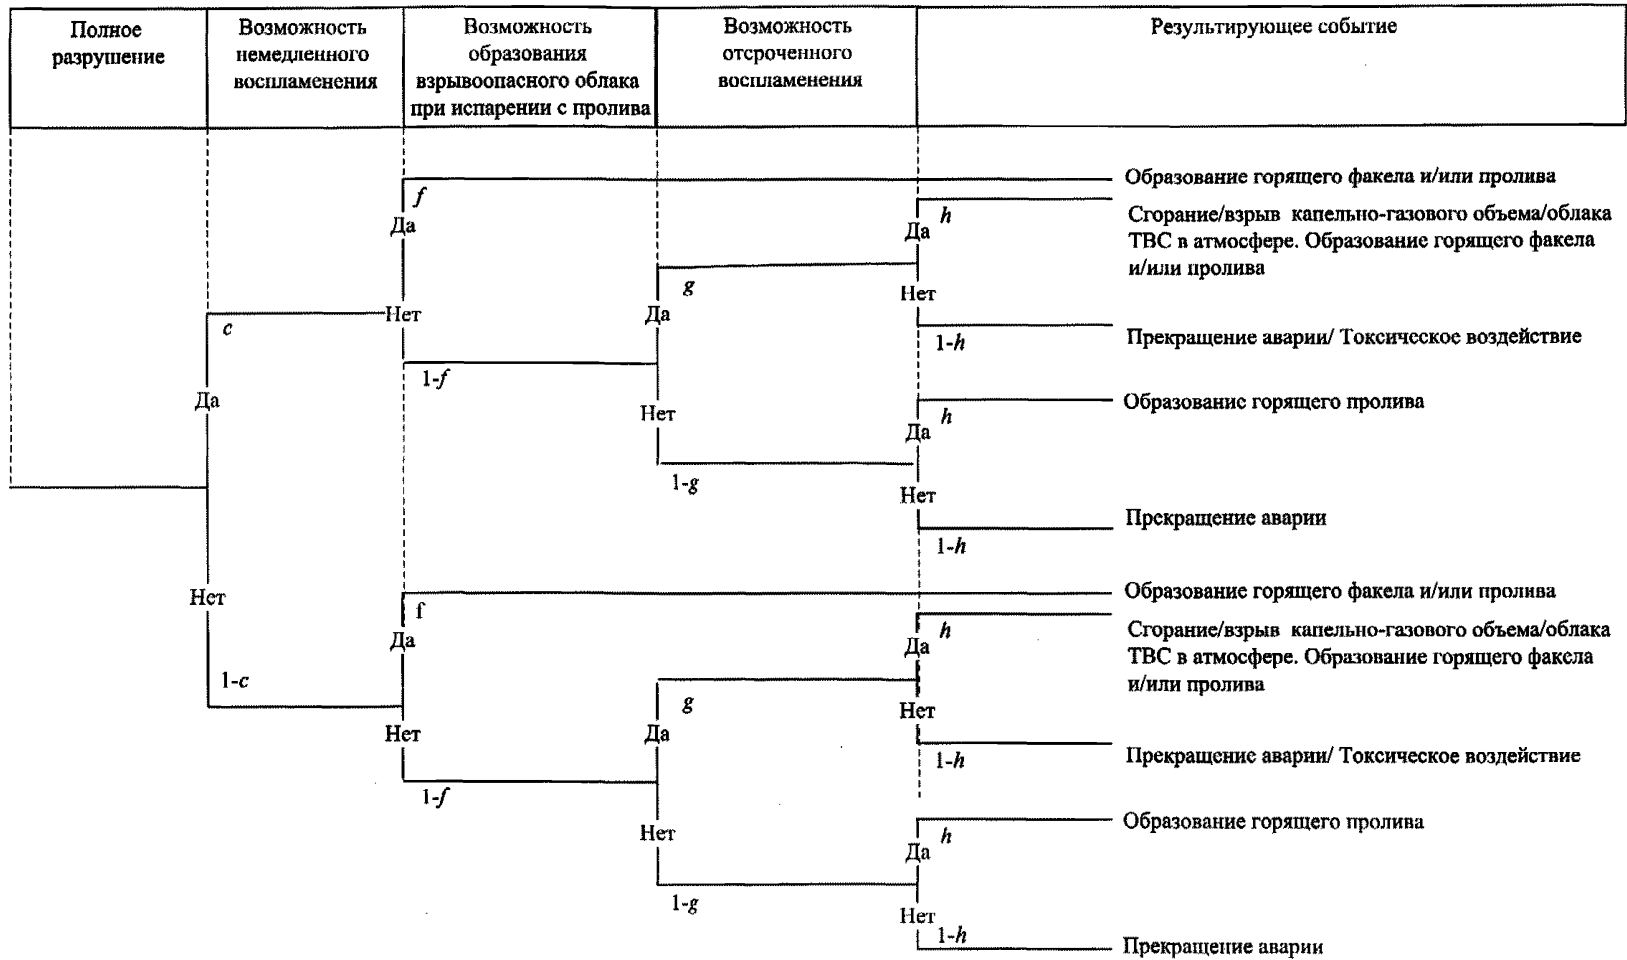 Полное
разрушение
Возможность
немедленного
воспламенения
Возможность
образования
взрывоопасного облака
при испарении с пролива
Возможность
отсроченного
воспламенения
Результирующее событие
f
Да
Образование горящего факела и/или пролива
h
Да
Сгорание/взрыв капельно-газового объема/облака
ТВС в атмосфере. Образование горящего факела
и/или пролива
g
Нет
c
Нет
Да
1-h
Прекращение аварии/ Токсическое воздействие
1-f
Да
Нет
h
Да
Образование горящего пролива
1-g
Нет
Прекращение аварии
1-h
Нет
f
Да
Образование горящего факела и/или пролива
h
Да
Сгорание/взрыв капельно-газового объема/облака
ТВС в атмосфере. Образование горящего факела
и/или пролива
1-c
g
Нет
Нет
Да
1-h
Прекращение аварии/ Токсическое воздействие
1-f
Нет
h
Да
Образование горящего пролива
1-g
Нет
1-h
Прекращение аварии